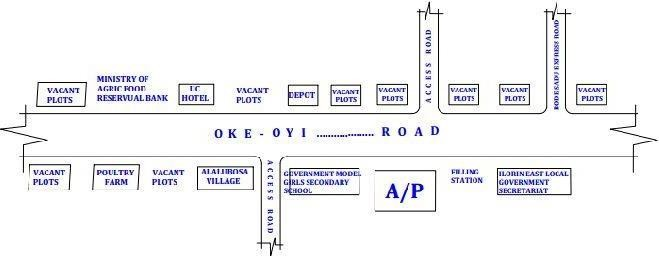 ACCESS ROAD
VACANT
PLOTS
MINISTRY OF
AGRIC FOOD
RESERVUAL BANK
HOTEL
VACANT
PLOTS
DEPOT
VACANT
PLOTS
VACANT
PLOTS
VACANT
PLOTS
VACANT
PLOTS
VACANT
PLOTS
OKE-OYI ................... ROAD
VACANT
PLOTS
POULTRY
FARM
VACANT
PLOTS
ALALUBOSA
VILLAGE
ACCESS ROAD
GOVERNMENT MODEL
GIRLS SECONDARY
SCHOOL
A/P
FILLING
STATION
ILORIN EAST LOCAL
GOVERNMENT
SECRETARIAT